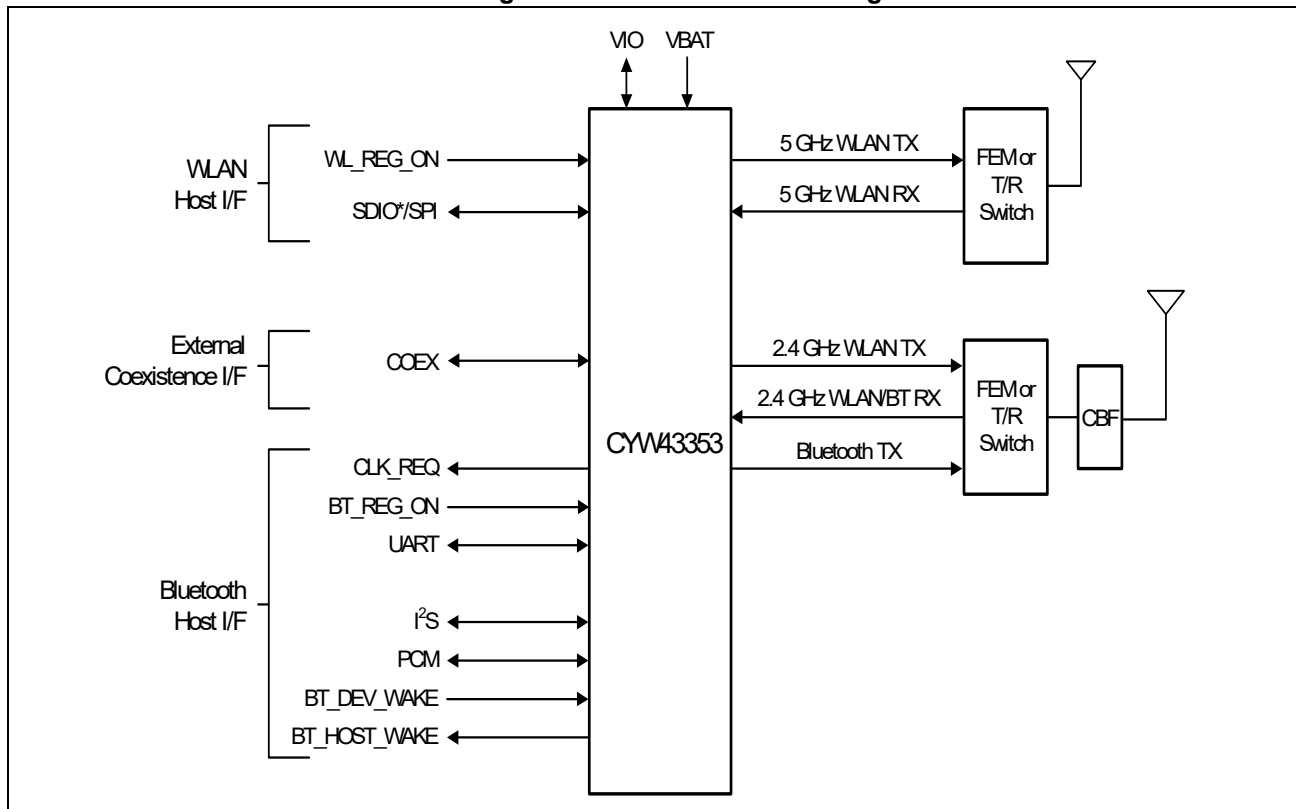 VIO VBAT
WLAN
Host I/F
WL_REG_ON
SDIO*/SPI
External
Coexistence I/F
COEX
Bluetooth
Host I/F
CLK_REQ
BT_REG_ON
UART
I²S
PCM
BT_DEV_WAKE
BT_HOST_WAKE
CYW43353
5 GHz WLAN TX
5 GHz WLAN RX
FEM or
T/R
Switch
2.4 GHz WLAN TX
2.4 GHz WLAN/BT RX
Bluetooth TX
FEM or
T/R
Switch
CBF